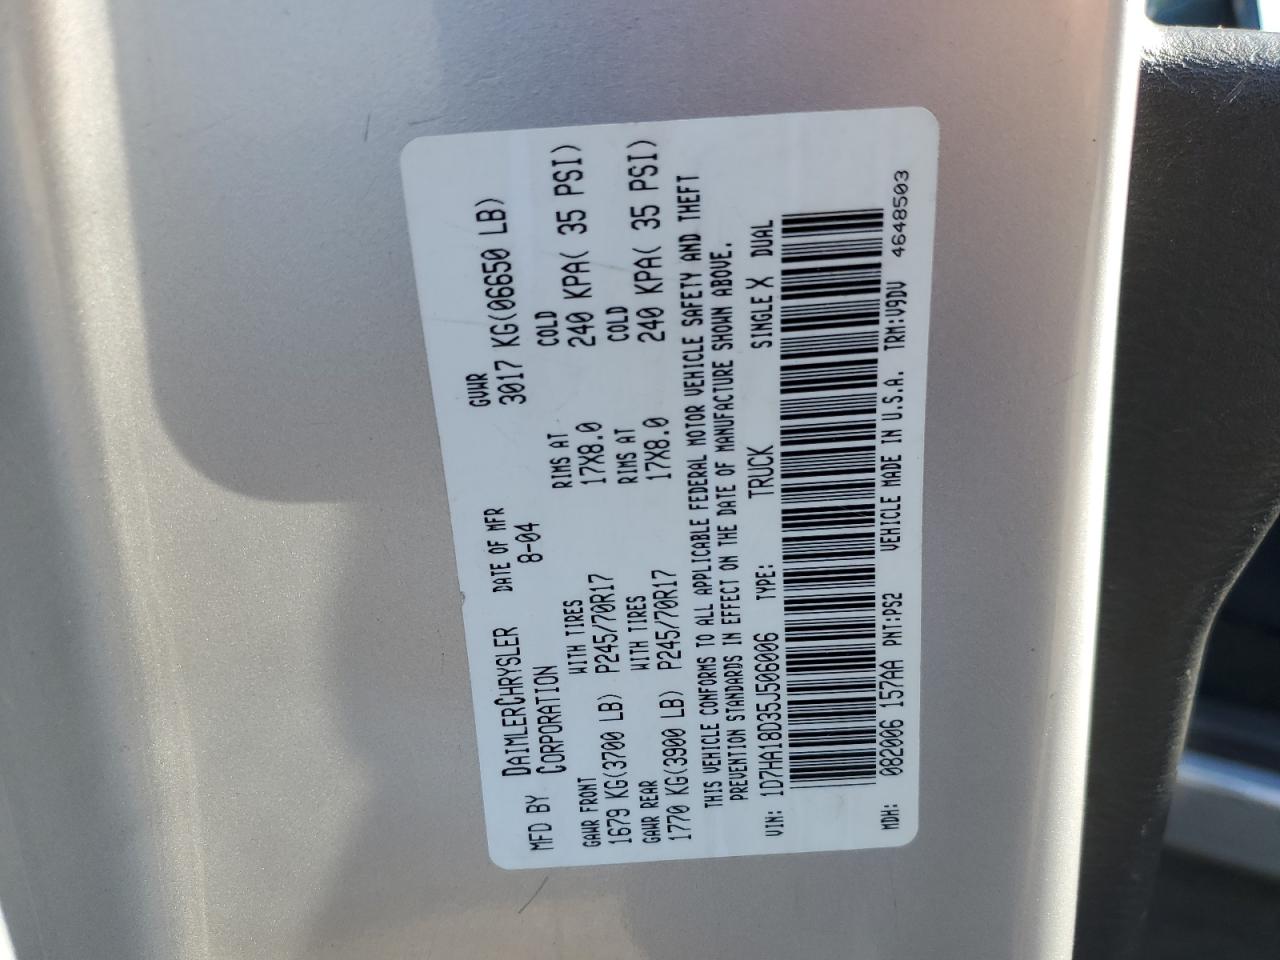 MFD BY DAIMLERCHRYSLER CORPORATION DATE OF MFR 8-04 GVWR 3017 KG(06650 LB)
GAWR FRONT WITH TIRES RIMS AT COLD
1679 KG(3700 LB) P245/70R17 17X8.0 240 KPA( 35 PSI)
GAWR REAR WITH TIRES RIMS AT COLD
1770 KG(3900 LB) P245/70R17 17X8.0 240 KPA( 35 PSI)
THIS VEHICLE CONFORMS TO ALL APPLICABLE FEDERAL MOTOR VEHICLE SAFETY AND THEFT
PREVENTION STANDARDS IN EFFECT ON THE DATE OF MANUFACTURE SHOWN ABOVE.
VIN: 1D7HA18D35J506006 TYPE: TRUCK SINGLE X DUAL
MDH: 082006 157AA PNT:PS2 VEHICLE MADE IN U.S.A. TRM:V9DV 4648503